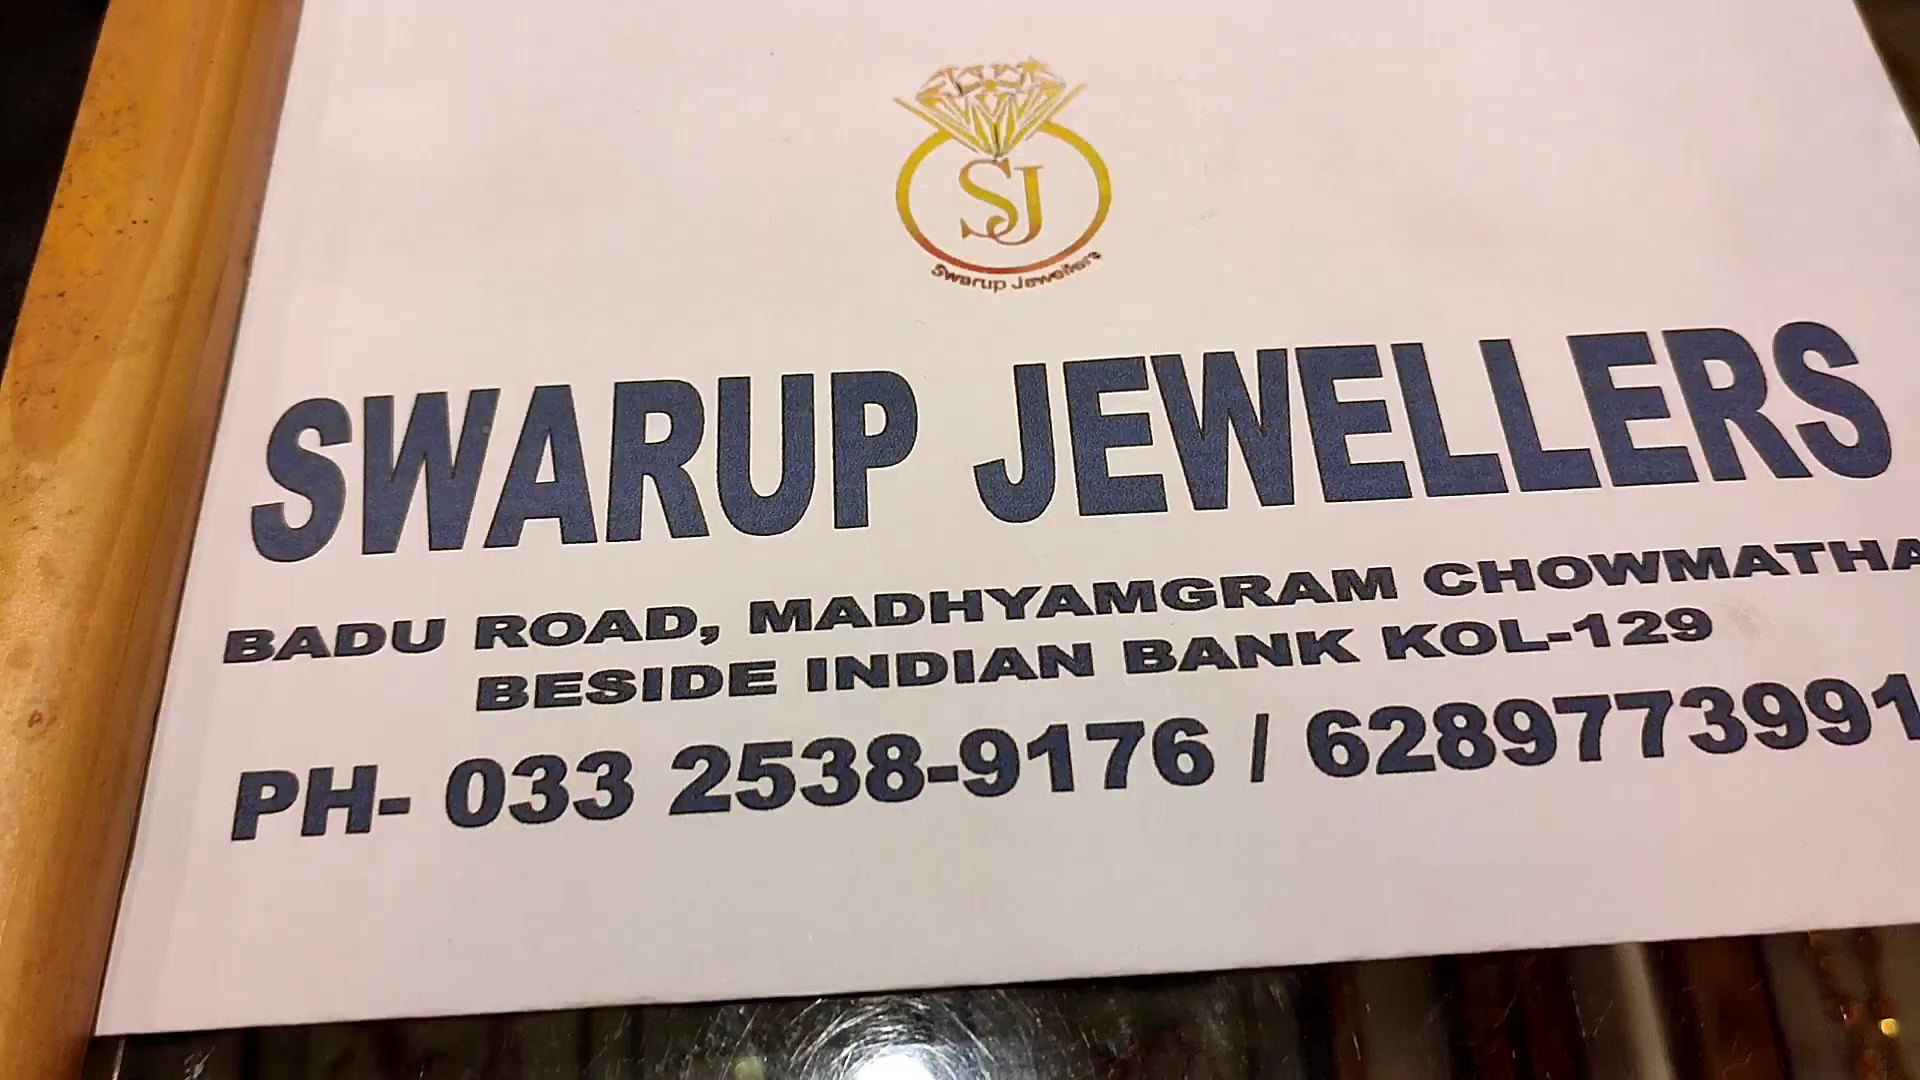 SJ
Swarup Jewellers
SWARUP JEWELLERS
BADU ROAD, MADHYAMGRAM CHOWMATHA
BESIDE INDIAN BANK KOL-129
PH- 033 2538-9176 / 6289773991